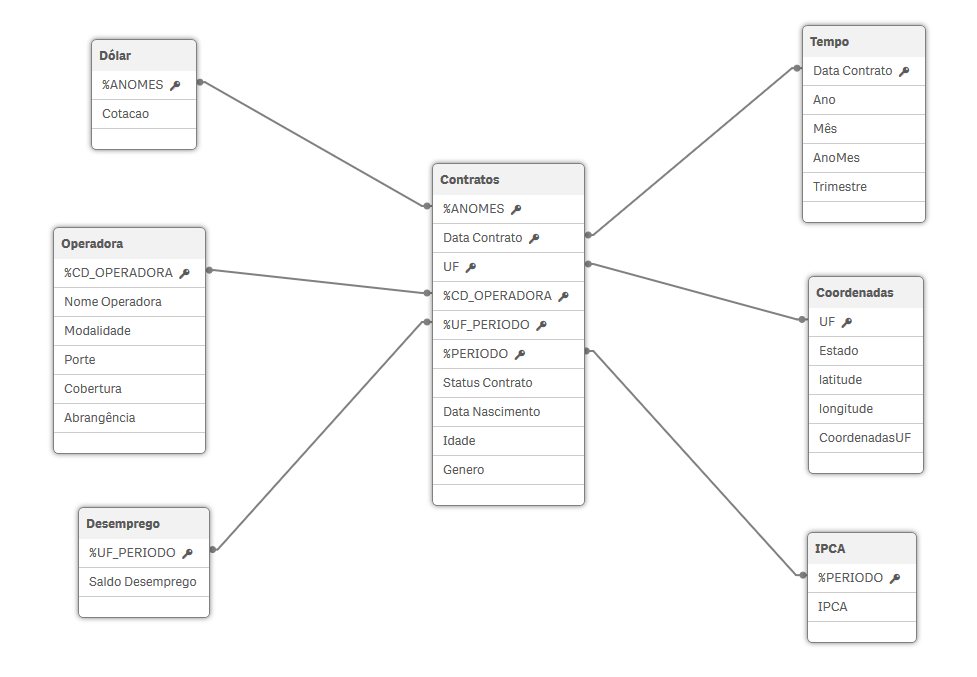 Dólar
%ANOMES
Cotacao
Operadora
%CD_OPERADORA
Nome Operadora
Modalidade
Porte
Cobertura
Abrangência
Desemprego
%UF_PERIODO
Saldo Desemprego
Contratos
%ANOMES
Data Contrato
UF
%CD_OPERADORA
%UF_PERIODO
%PERIODO
Status Contrato
Data Nascimento
Idade
Genero
Tempo
Data Contrato
Ano
Mês
AnoMes
Trimestre
Coordenadas
UF
Estado
latitude
longitude
CoordenadasUF
IPCA
%PERIODO
IPCA